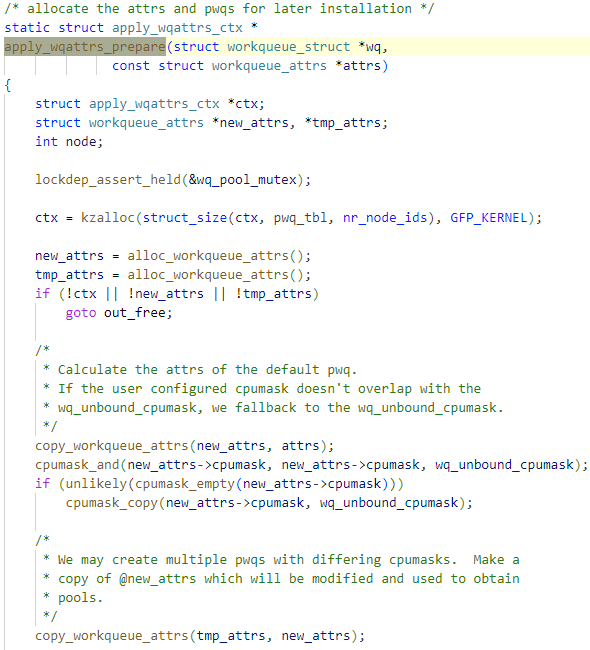 /* allocate the attrs and pwqs for later installation */
static struct apply_wqattrs_ctx *
apply_wqattrs_prepare(struct workqueue_struct *wq,
              const struct workqueue_attrs *attrs)
{
    struct apply_wqattrs_ctx *ctx;
    struct workqueue_attrs *new_attrs, *tmp_attrs;
    int node;

    lockdep_assert_held(&wq_pool_mutex);

    ctx = kzalloc(struct_size(ctx, pwq_tbl, nr_node_ids), GFP_KERNEL);

    new_attrs = alloc_workqueue_attrs();
    tmp_attrs = alloc_workqueue_attrs();
    if (!ctx || !new_attrs || !tmp_attrs)
        goto out_free;

    /*
     * Calculate the attrs of the default pwq.
     * If the user configured cpumask doesn't overlap with the
     * wq_unbound_cpumask, we fallback to the wq_unbound_cpumask.
     */
    copy_workqueue_attrs(new_attrs, attrs);
    cpumask_and(new_attrs->cpumask, new_attrs->cpumask, wq_unbound_cpumask);
    if (unlikely(cpumask_empty(new_attrs->cpumask)))
        cpumask_copy(new_attrs->cpumask, wq_unbound_cpumask);

    /*
     * We may create multiple pwqs with differing cpumasks.  Make a
     * copy of @new_attrs which will be modified and used to obtain
     * pools.
     */
    copy_workqueue_attrs(tmp_attrs, new_attrs);